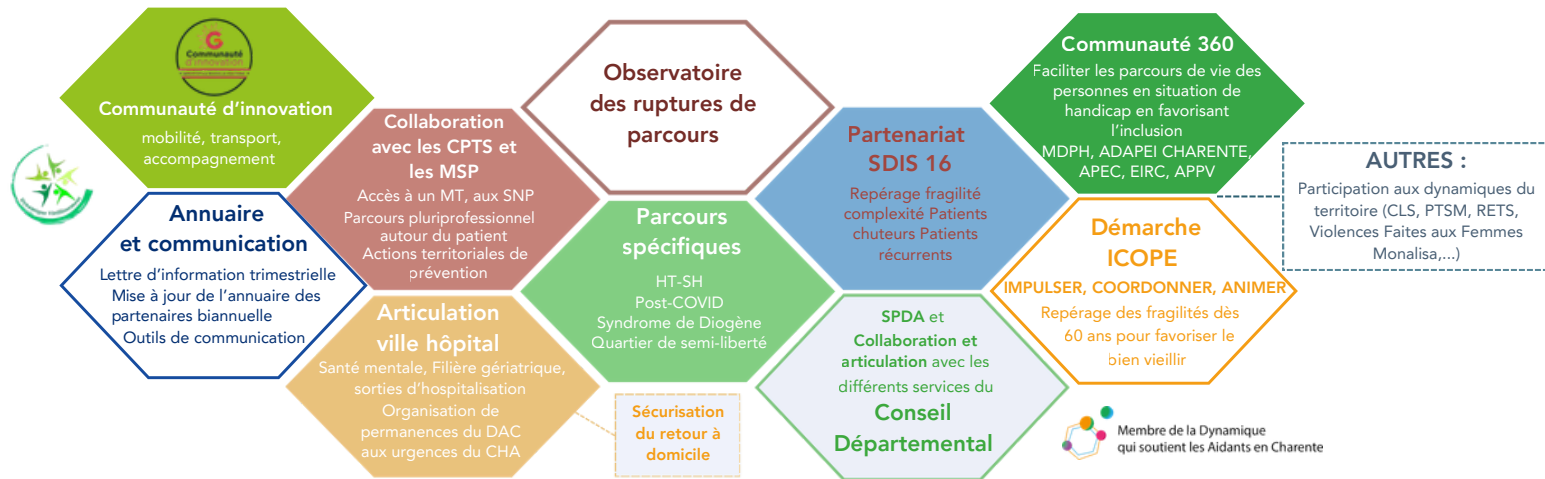 G
Communauté
d'innovation
Communauté d'innovation
mobilité, transport,
accompagnement
Annuaire
et communication
Lettre d'information trimestrielle
Mise à jour de l'annuaire des
partenaires biannuelle
Outils de communication
Collaboration
avec les CPTS et
les MSP
Accès à un MT, aux SNP
Parcours pluriprofessionnel
autour du patient
Actions territoriales de
prévention
Articulation
ville hôpital
Santé mentale, Filière gériatrique,
sorties d'hospitalisation
Organisation de
permanences du DAC
aux urgences du CHA
Sécurisation
du retour à
domicile
Observatoire
des ruptures de
parcours
Parcours
spécifiques
HT-SH
Post-COVID
Syndrome de Diogène
Quartier de semi-liberté
Partenariat
SDIS 16
Repérage fragilité
complexité Patients
chuteurs Patients
récurrents
SPDA et
Collaboration et
articulation avec les
différents services du
Conseil
Départemental
Communauté 360
Faciliter les parcours de vie des
personnes en situation de
handicap en favorisant
l'inclusion
MDPH, ADAPEI CHARENTE,
APEC, EIRC, APPV
Démarche
ICOPE
IMPULSER, COORDONNER, ANIMER
Repérage des fragilités dès
60 ans pour favoriser le
bien vieillir
AUTRES :
Participation aux dynamiques du
territoire (CLS, PTSM, RETS,
Violences Faites aux Femmes
Monalisa,...)
Membre de la Dynamique
qui soutient les Aidants en Charente